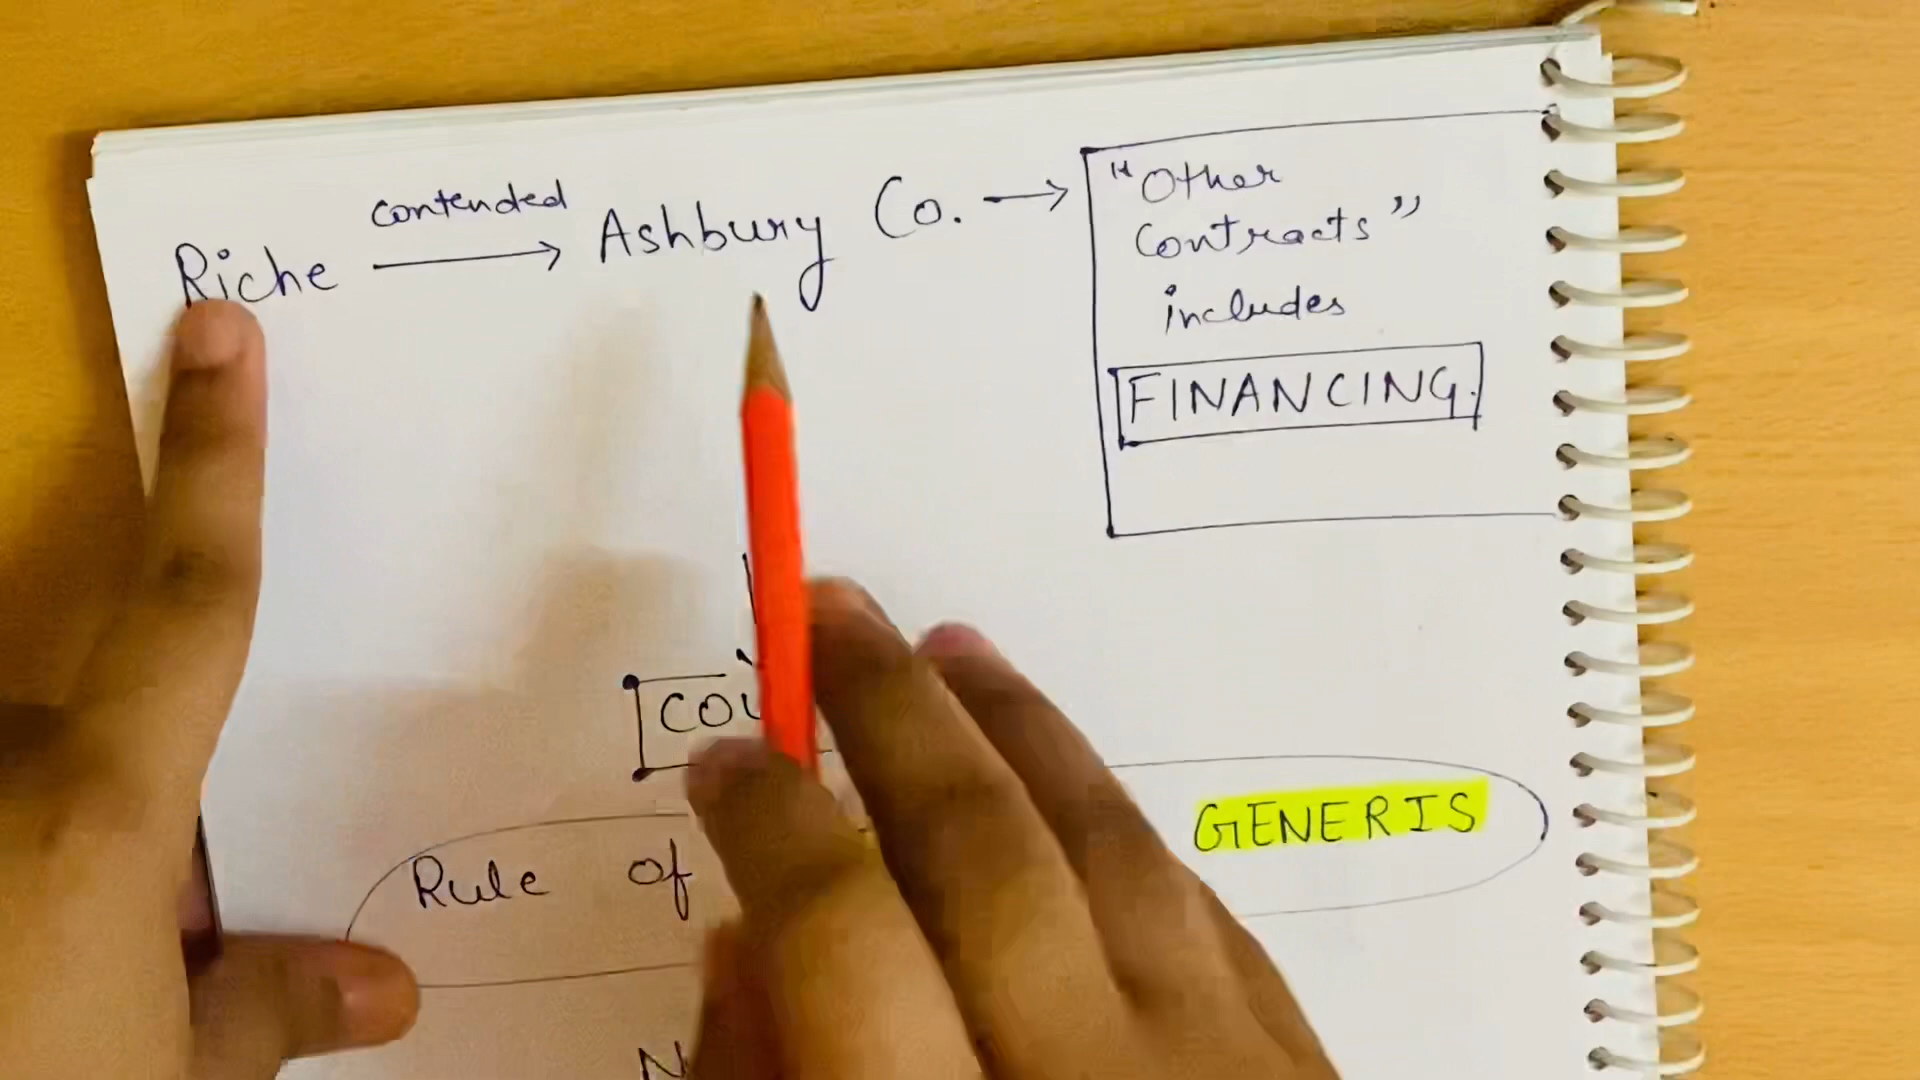 contended
Riche → Ashbury Co. →
"Other
Contracts"
includes
FINANCING.
Rule of
GENERIS